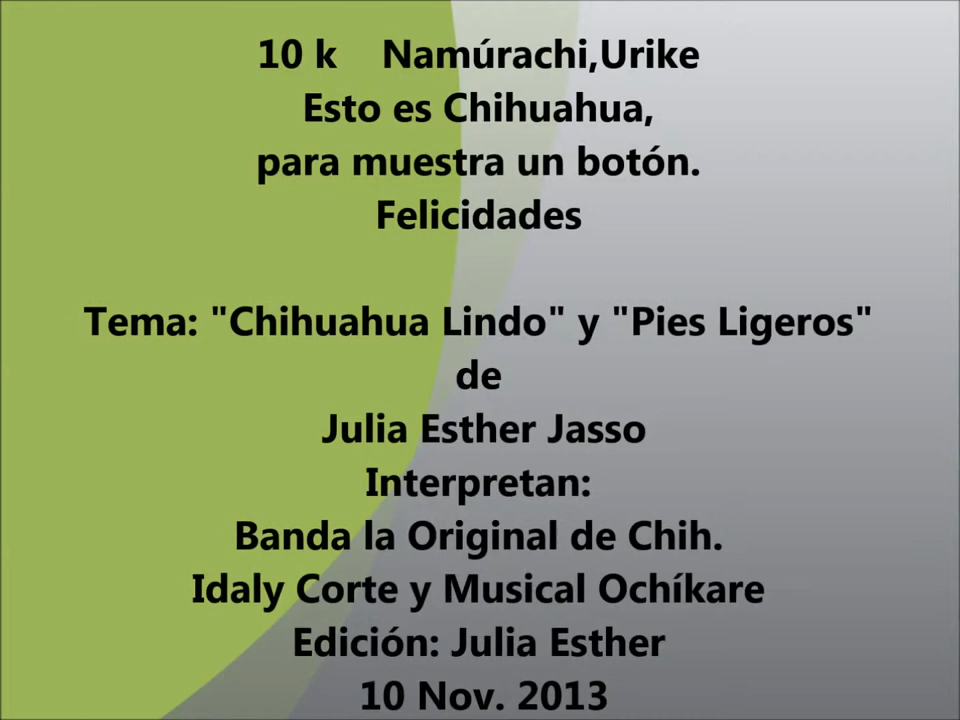 10 k Namúrachi,Urike
Esto es Chihuahua,
para muestra un botón.
Felicidades
Tema: "Chihuahua Lindo" y "Pies Ligeros"
de
Julia Esther Jasso
Interpretan:
Banda la Original de Chih.
Idaly Corte y Musical Ochíkare
Edición: Julia Esther
10 Nov. 2013